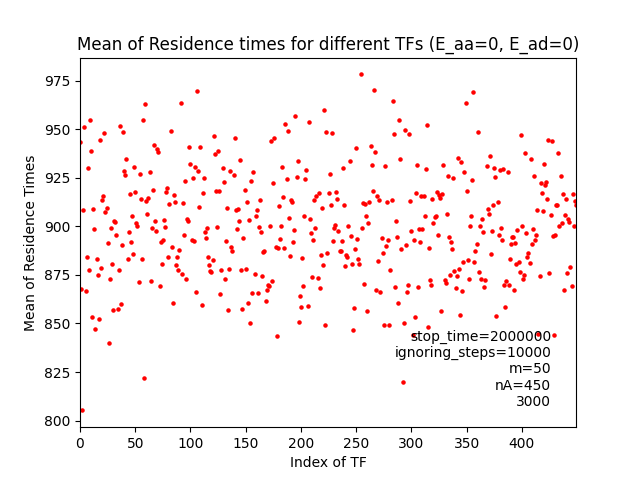 Mean of Residence times for different TFs (E_aa=0, E_ad=0)
Mean of Residence Times
975
950
925
900
875
850
825
800
stop_time=2000000
ignoring_steps=10000
m=50
nA=450
3000
0 50 100 150 200 250 300 350 400
Index of TF